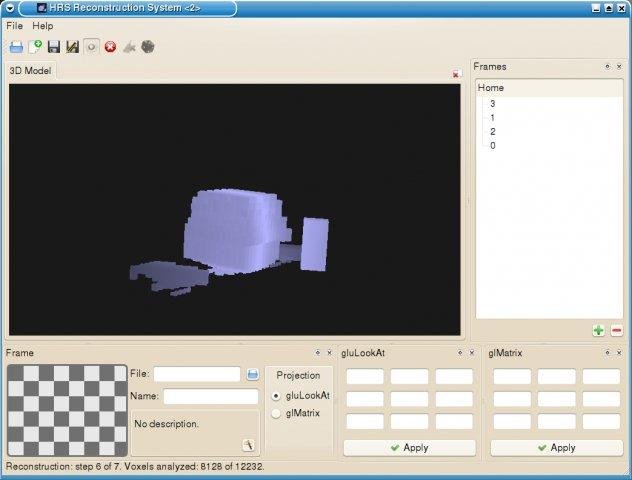 HRS Reconstruction System <2>
File Help
3D Model
Frames
Home
3
1
2
0
Frame
File:
Name:
No description.
Projection
gluLookAt
glMatrix
gluLookAt
Apply
glMatrix
Apply
Reconstruction: step 6 of 7. Voxels analyzed: 8128 of 12232.